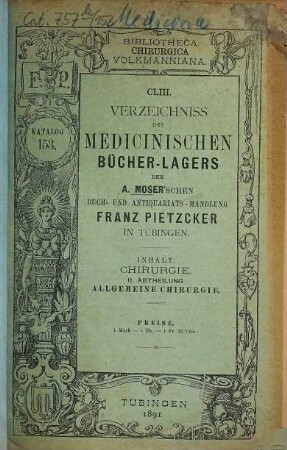 Cat. 757 Medicina
BIBLIOTHECA
CHIRURGICA
VOLKMANNIANA.
F P
KATALOG
153.
CLIII.
VERZEICHNISS
DES
MEDICINISCHEN
BÜCHER-LAGERS
DER
A. MOSER'SCHEN
BUCH- UND ANTIQUARIATS-HANDLUNG
FRANZ PIETZCKER
IN TÜBINGEN.
INHALT:
CHIRURGIE.
II. ABTHEILUNG
ALLGEMEINE CHIRURGIE.
PREISE.
TÜBINGEN
1891.